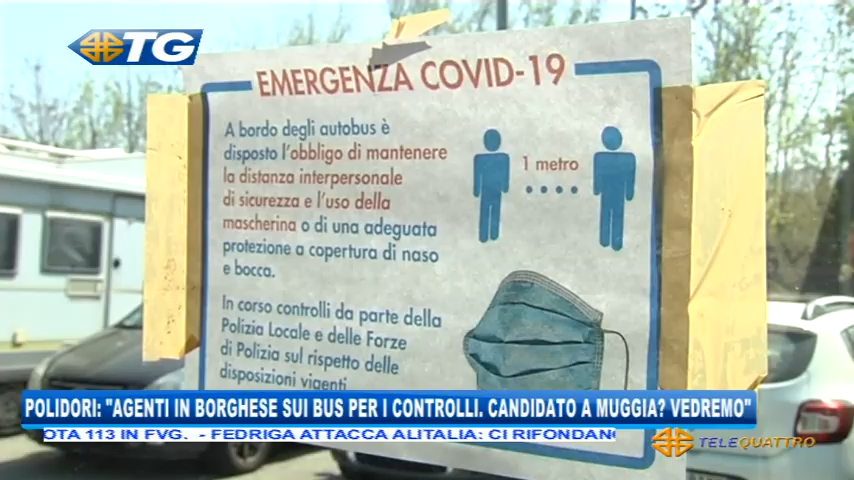 TG
EMERGENZA COVID-19
A bordo degli autobus è
disposto l'obbligo di mantenere
la distanza interpersonale
di sicurezza e l'uso della
mascherina o di una adeguata
protezione a copertura di naso
e bocca.
1 metro
In corso controlli da parte della
Polizia Locale e delle Forze
di Polizia sul rispetto delle
disposizioni vigenti
POLIDORI: "AGENTI IN BORGHESE SUI BUS PER I CONTROLLI. CANDIDATO A MUGGIA? VEDREMO"
OTA 113 IN FVG. - FEDRIGA ATTACCA ALITALIA: CI RIFONDANO
TELEQUATTRO